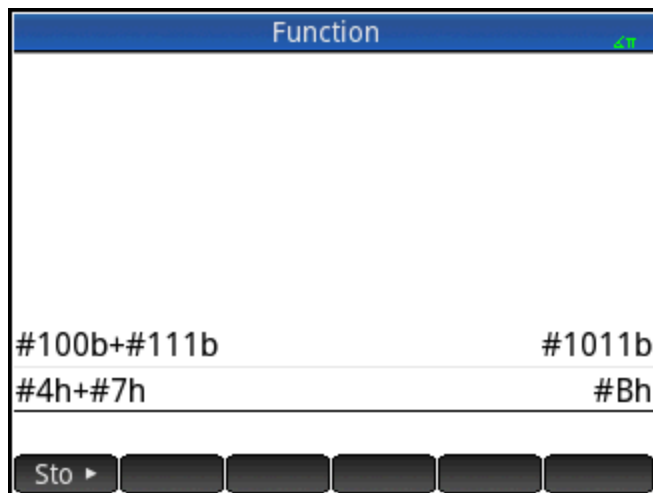 Function
∡π
#100b+#111b #1011b
#4h+#7h #Bh
Sto ►